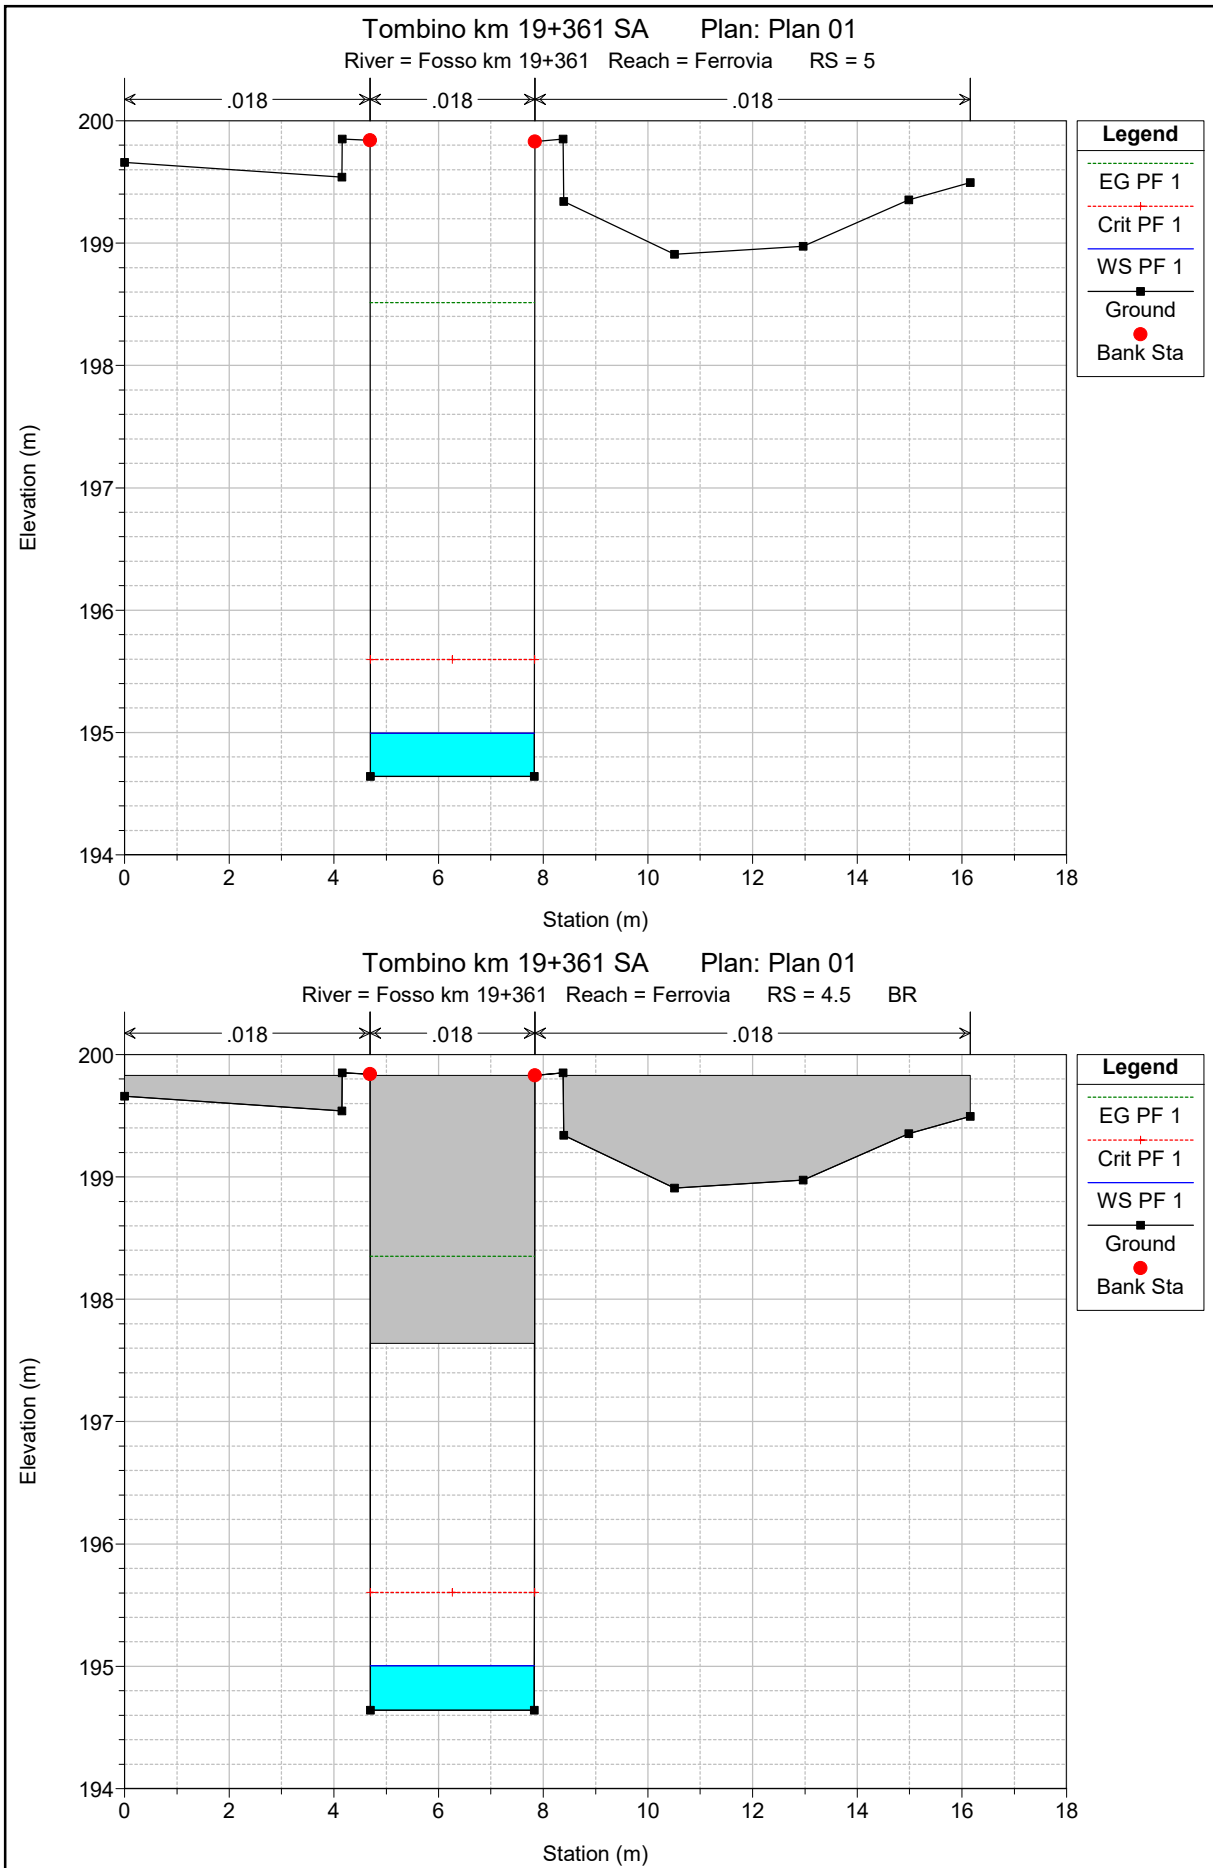 Tombino km 19+361 SA Plan: Plan 01
River = Fosso km 19+361 Reach = Ferrovia RS = 5
.018 .018 .018
Legend
EG PF 1
Crit PF 1
WS PF 1
Ground
Bank Sta
200
199
198
197
196
195
194
Elevation (m)
0 2 4 6 8 10 12 14 16 18
Station (m)
Tombino km 19+361 SA Plan: Plan 01
River = Fosso km 19+361 Reach = Ferrovia RS = 4.5 BR
.018 .018 .018
Legend
EG PF 1
Crit PF 1
WS PF 1
Ground
Bank Sta
200
199
198
197
196
195
194
Elevation (m)
0 2 4 6 8 10 12 14 16 18
Station (m)